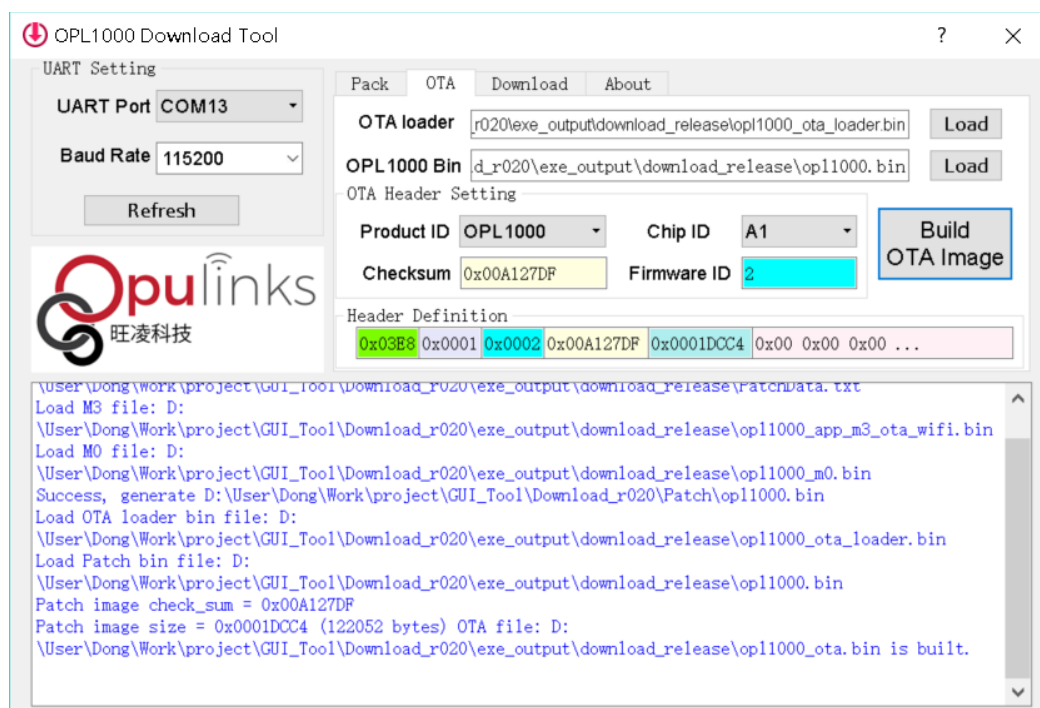 OPL1000 Download Tool
?
UART Setting
UART Port COM13
Baud Rate 115200
Refresh
Opulinks
旺凌科技
Pack OTA Download About
OTA loader _r020\exe_output\download_release\opl1000_ota_loader.bin Load
OPL1000 Bin .d_r020\exe_output\download_release\opl1000.bin Load
OTA Header Setting
Product ID OPL1000 Chip ID A1
Checksum 0x00A127DF Firmware ID 2
Build
OTA Image
Header Definition
0x03E8 0x0001 0x0002 0x00A127DF 0x0001DCC4 0x00 0x00 0x00 ...
\User\Dong\Work\project\GUI_Tool\Download_r020\exe_output\download_release\PatchData.txt
Load M3 file: D:
\User\Dong\Work\project\GUI_Tool\Download_r020\exe_output\download_release\opl1000_app_m3_ota_wifi.bin
Load M0 file: D:
\User\Dong\Work\project\GUI_Tool\Download_r020\exe_output\download_release\opl1000_m0.bin
Success, generate D:\User\Dong\Work\project\GUI_Tool\Download_r020\Patch\opl1000.bin
Load OTA loader bin file: D:
\User\Dong\Work\project\GUI_Tool\Download_r020\exe_output\download_release\opl1000_ota_loader.bin
Load Patch bin file: D:
\User\Dong\Work\project\GUI_Tool\Download_r020\exe_output\download_release\opl1000.bin
Patch image check_sum = 0x00A127DF
Patch image size = 0x0001DCC4 (122052 bytes) OTA file: D:
\User\Dong\Work\project\GUI_Tool\Download_r020\exe_output\download_release\opl1000_ota.bin is built.